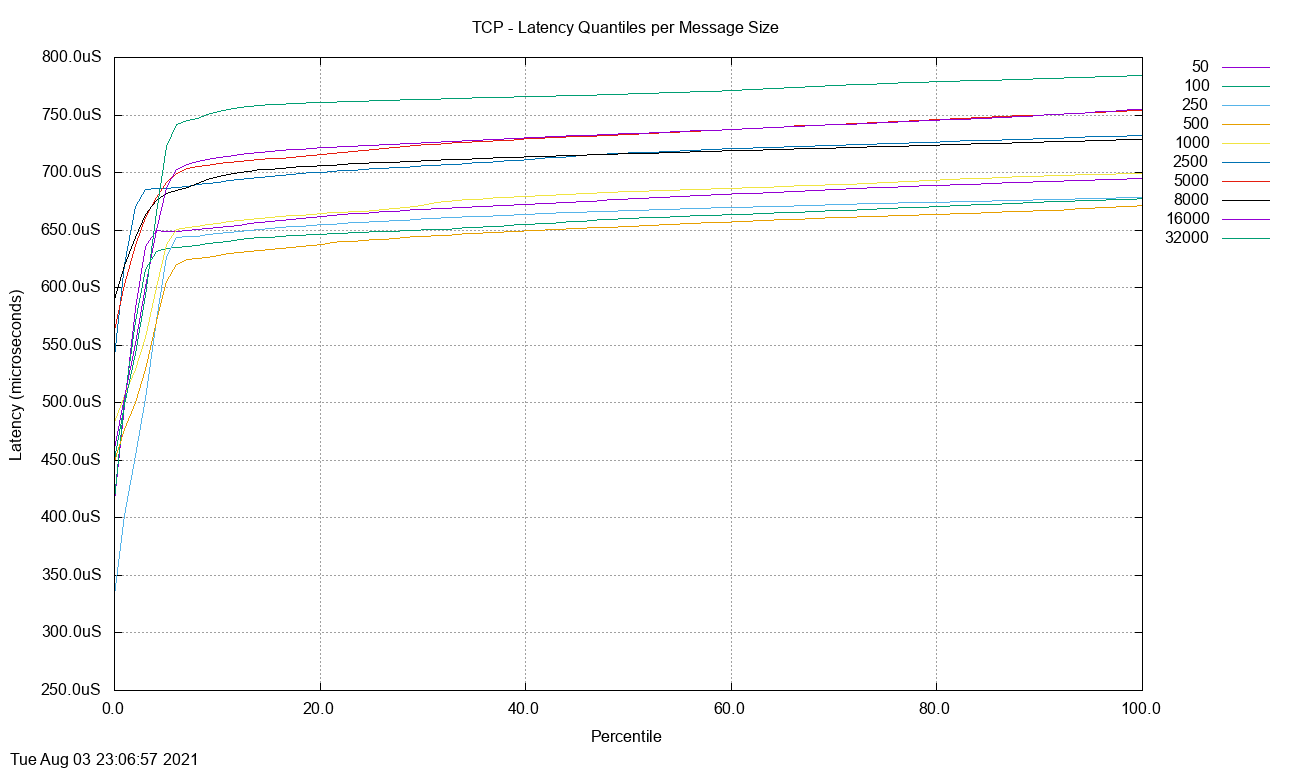 TCP - Latency Quantiles per Message Size
800.0uS
750.0uS
700.0uS
650.0uS
600.0uS
550.0uS
500.0uS
450.0uS
400.0uS
350.0uS
300.0uS
250.0uS
Latency (microseconds)
0.0 20.0 40.0 60.0 80.0 100.0
Percentile
50
100
250
500
1000
2500
5000
8000
16000
32000
Tue Aug 03 23:06:57 2021